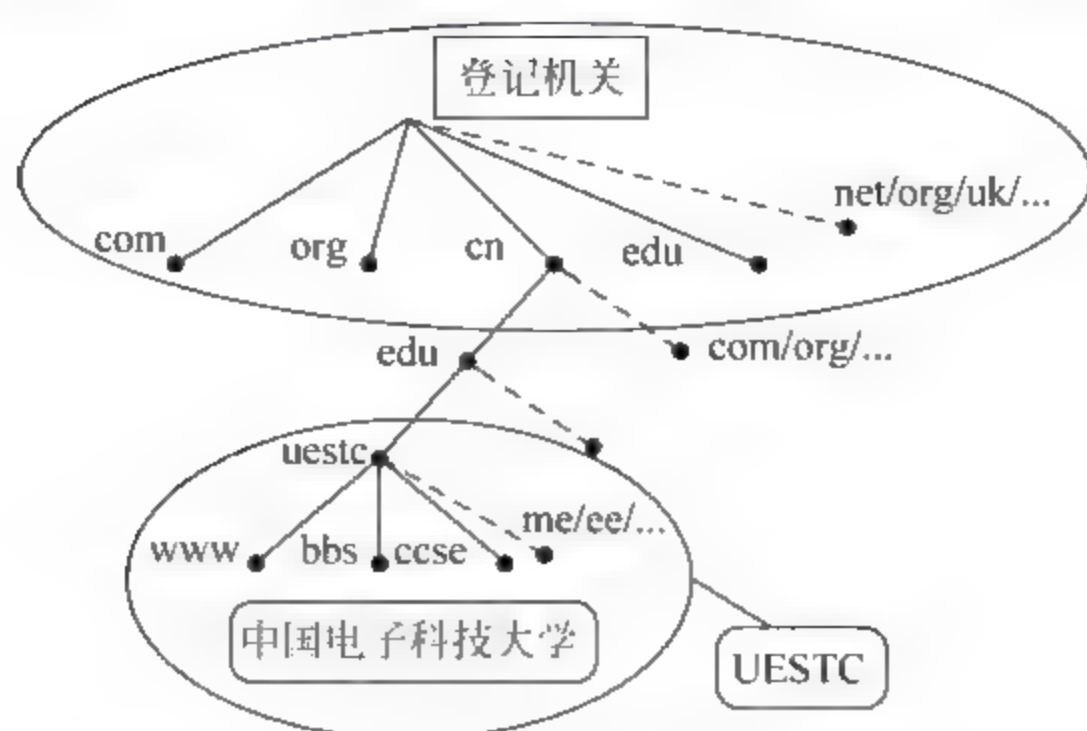 登记机关
net/org/uk/...
com org cn edu
edu com/org/...
uestc
me/ee/...
www bbs ccse
中国电子科技大学
UESTC